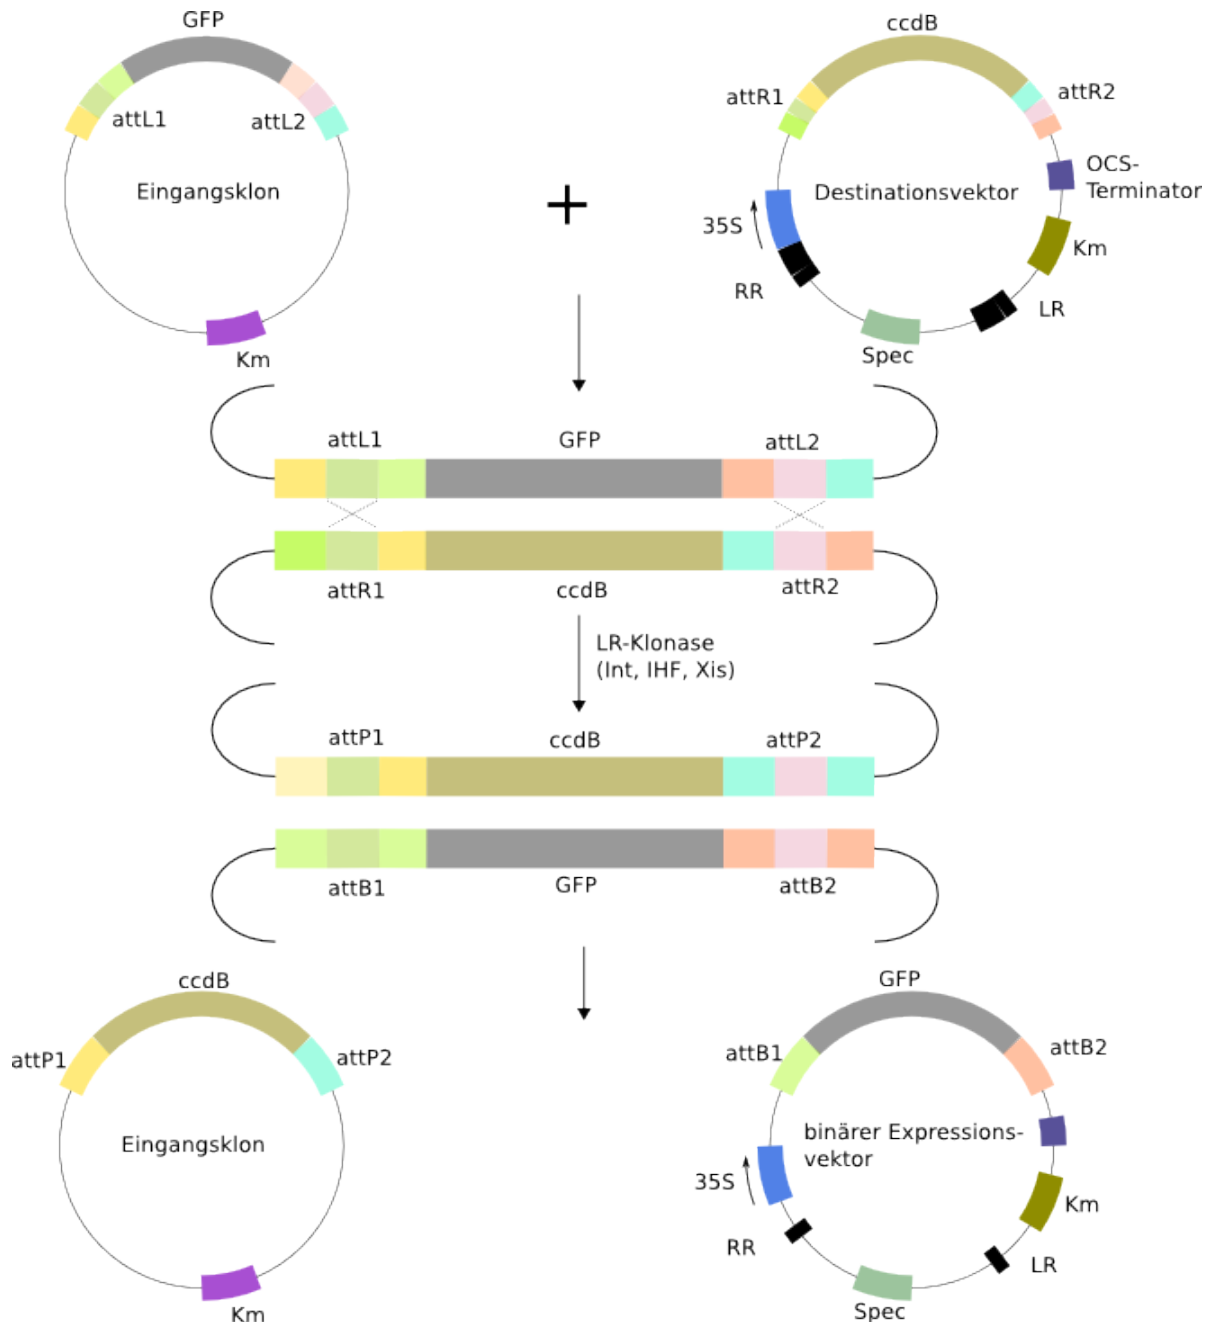 GFP
attL1
attL2
Eingangsklon
Km
+
ccdB
attR1
attR2
OCS-
Terminator
Destinationsvektor
35S
Km
RR
LR
Spec
attL1
GFP
attL2
attR1
ccdB
attR2
LR-Klonase
(Int, IHF, Xis)
attP1
ccdB
attP2
attB1
GFP
attB2
ccdB
attP1
attP2
Eingangsklon
Km
GFP
attB1
attB2
binärer Expressions-
vektor
35S
Km
RR
LR
Spec